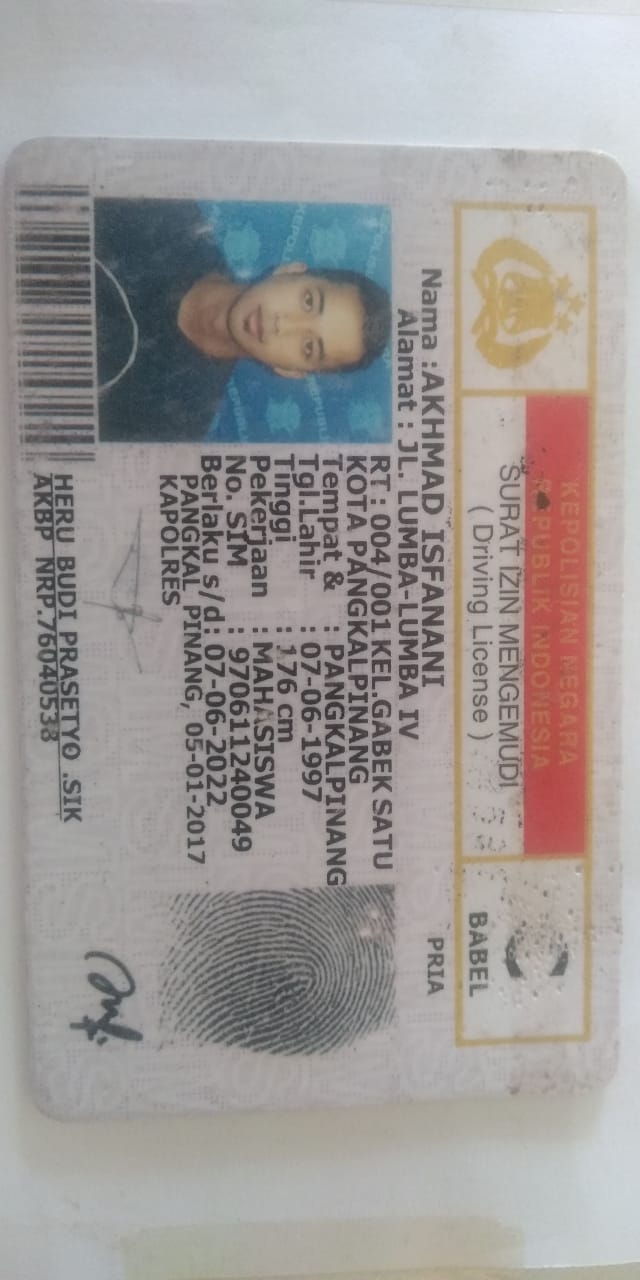 KEPOLISIAN NEGARA
REPUBLIK INDONESIA
SURAT IZIN MENGEMUDI
( Driving License )
BABEL
PRIA
Nama :AKHMAD ISFANANI
Alamat : JL. LUMBA-LUMBA IV
RT : 004/001 KEL.GABEK SATU
KOTA PANGKALPINANG
Tempat & : PANGKALPINANG
Tgl.Lahir : 07-06-1997
Tinggi : 176 cm
Pekerjaan : MAHASISWA
No. SIM : 970611240049
Berlaku s/d : 07-06-2022
PANGKAL PINANG, 05-01-2017
KAPOLRES
HERU BUDI PRASETYO .SIK
AKBP NRP.76040538